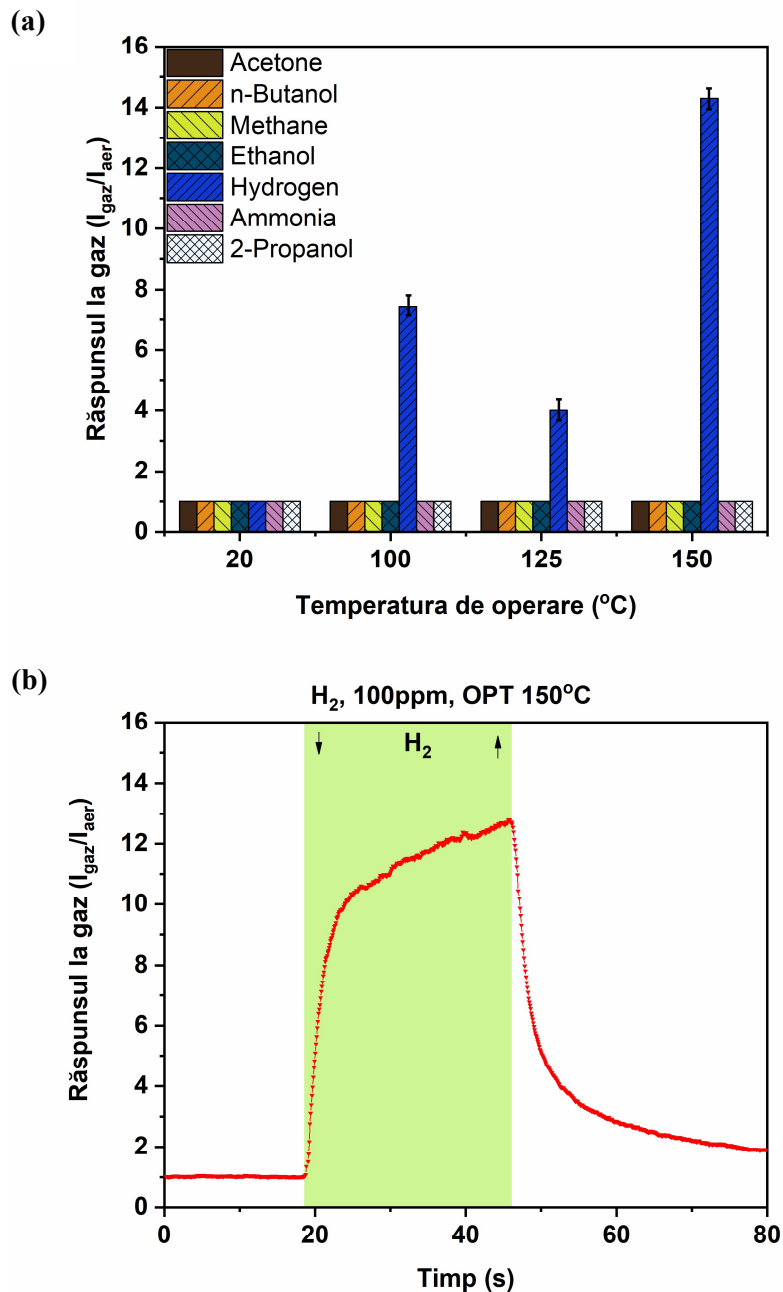 (a)
16
14
12
10
8
6
4
2
0
Răspunsul la gaz (Igaz/Iaer)
Acetone
n-Butanol
Methane
Ethanol
Hydrogen
Ammonia
2-Propanol
20 100 125 150
Temperatura de operare (°C)
(b)
H₂, 100ppm, OPT 150°C
16
14
12
10
8
6
4
2
0
Răspunsul la gaz (Igaz/Iaer)
H₂
0 20 40 60 80
Timp (s)